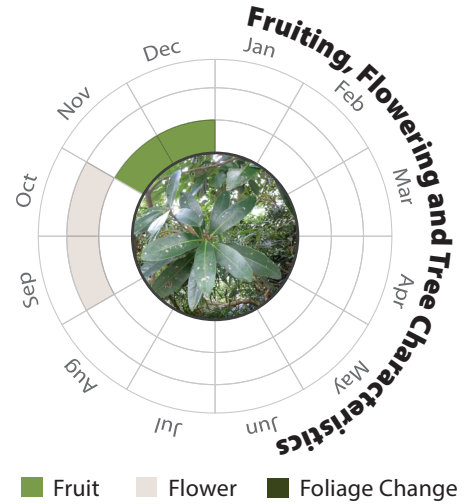 Fruiting, Flowering and Tree Characteristics
Jan
Feb
Mar
Apr
May
Jun
Jul
Aug
Sep
Oct
Nov
Dec
Fruit
Flower
Foliage Change